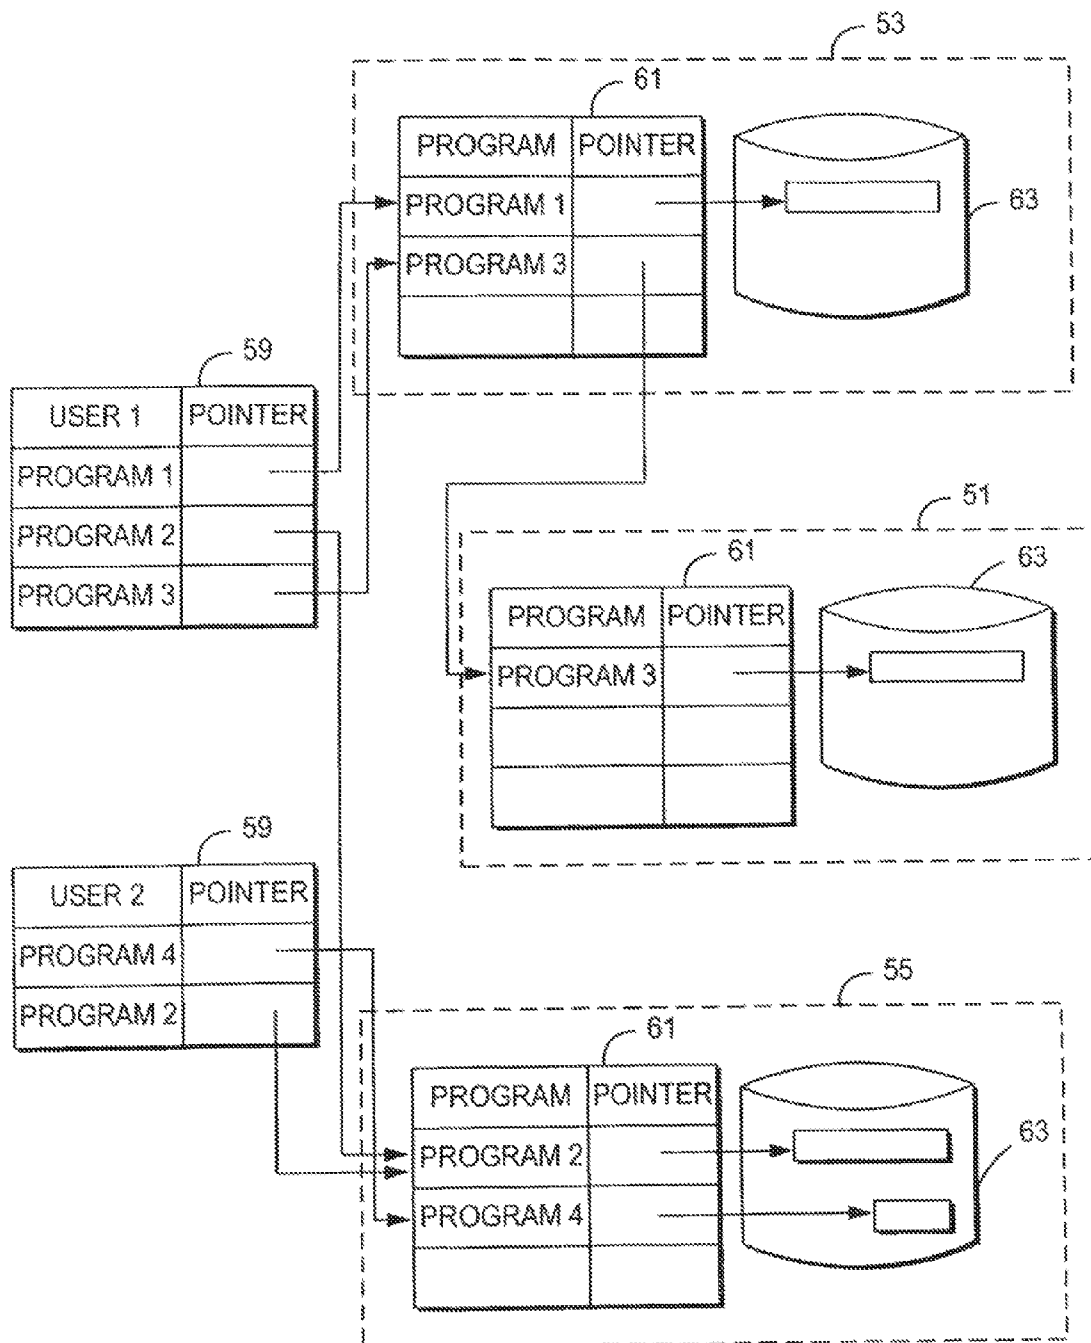 53
61
PROGRAM POINTER
PROGRAM 1
PROGRAM 3
63
59
USER 1 POINTER
PROGRAM 1
PROGRAM 2
PROGRAM 3
51
61
63
PROGRAM POINTER
PROGRAM 3
59
USER 2 POINTER
PROGRAM 4
PROGRAM 2
55
61
PROGRAM POINTER
PROGRAM 2
PROGRAM 4
63